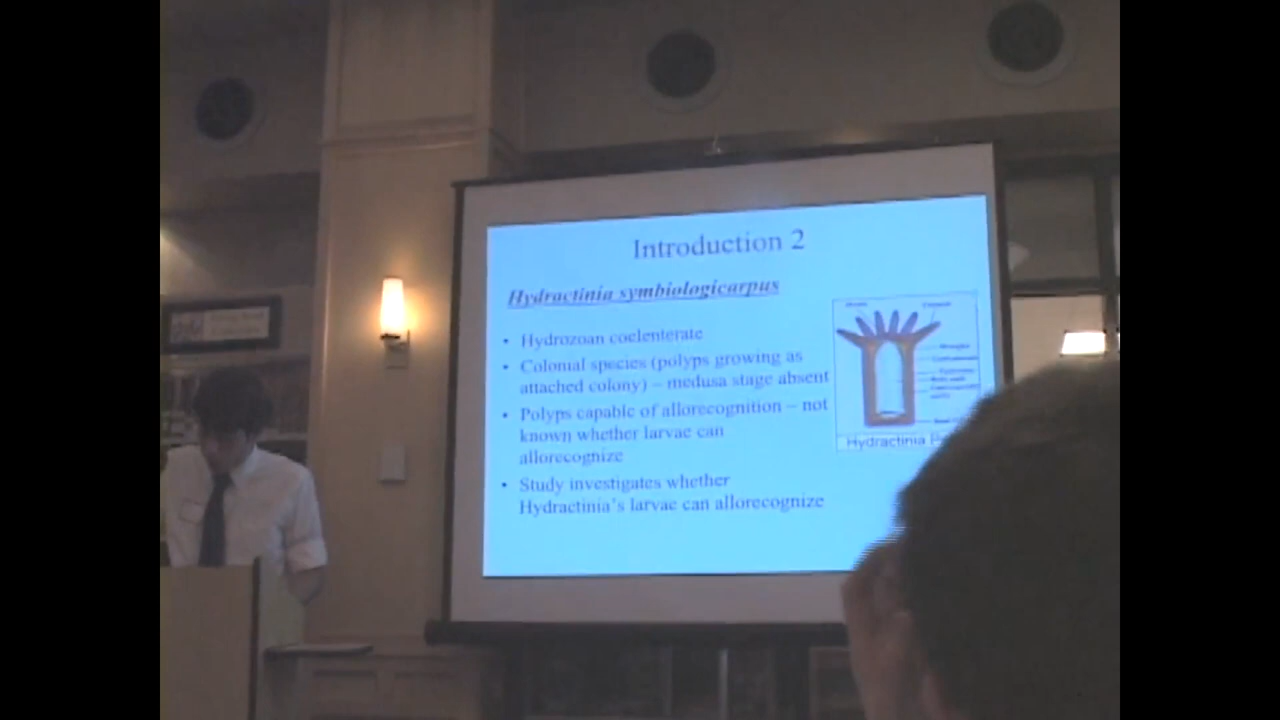 Introduction 2
Hydractinia symbiologicarpus
• Hydrozoan coelenterate
• Colonial species (polyps growing as
attached colony) – medusa stage absent
• Polyps capable of allorecognition – not
known whether larvae can
allorecognize
• Study investigates whether
Hydractinia's larvae can allorecognize
Hydractinia